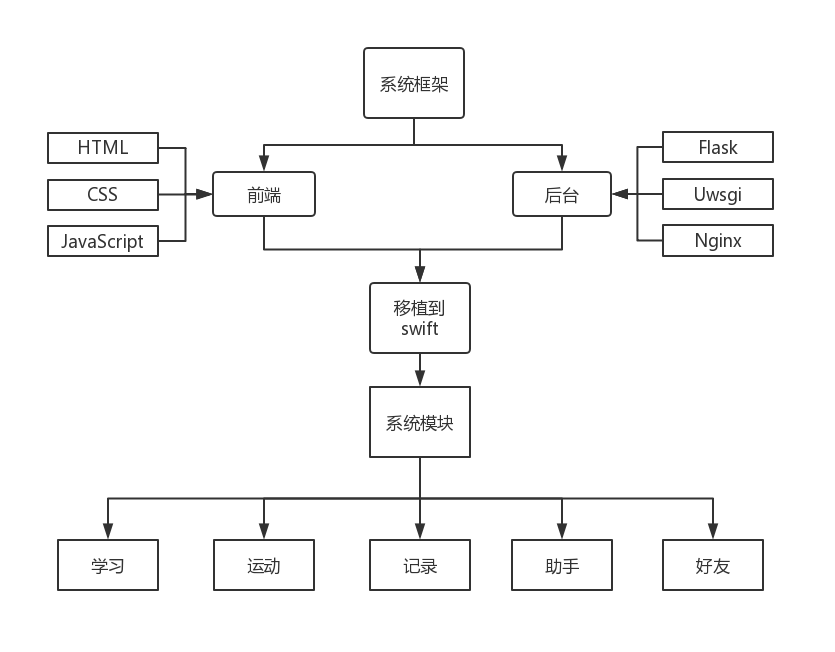 系统框架
HTML
CSS
JavaScript
前端
后台
Flask
Uwsgi
Nginx
移植到
swift
系统模块
学习
运动
记录
助手
好友